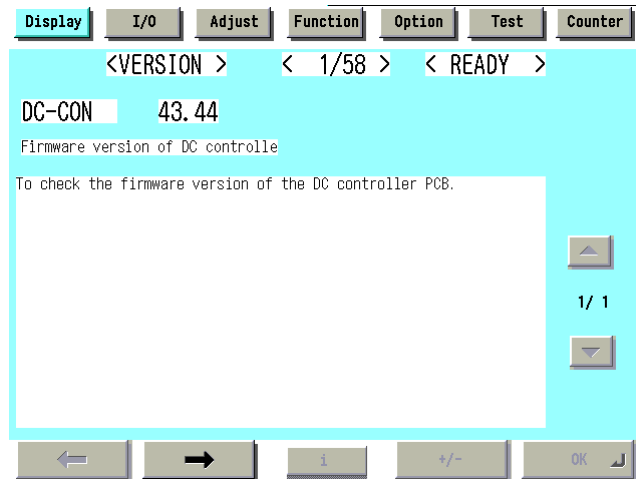 Display I/O Adjust Function Option Test Counter
<VERSION > < 1/58 > < READY >
DC-CON 43.44
Firmware version of DC controlle
To check the firmware version of the DC controller PCB.
1/ 1
i +/- OK